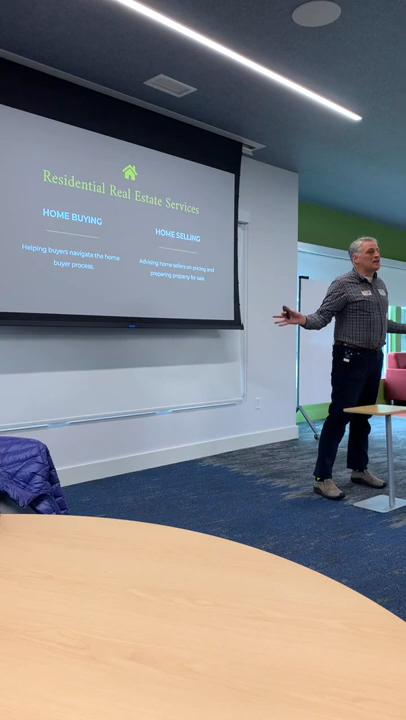 Residential Real Estate Services
HOME BUYING
Helping buyers navigate the home
buyer process.
HOME SELLING
Advising home sellers on pricing and
preparing property for sale.